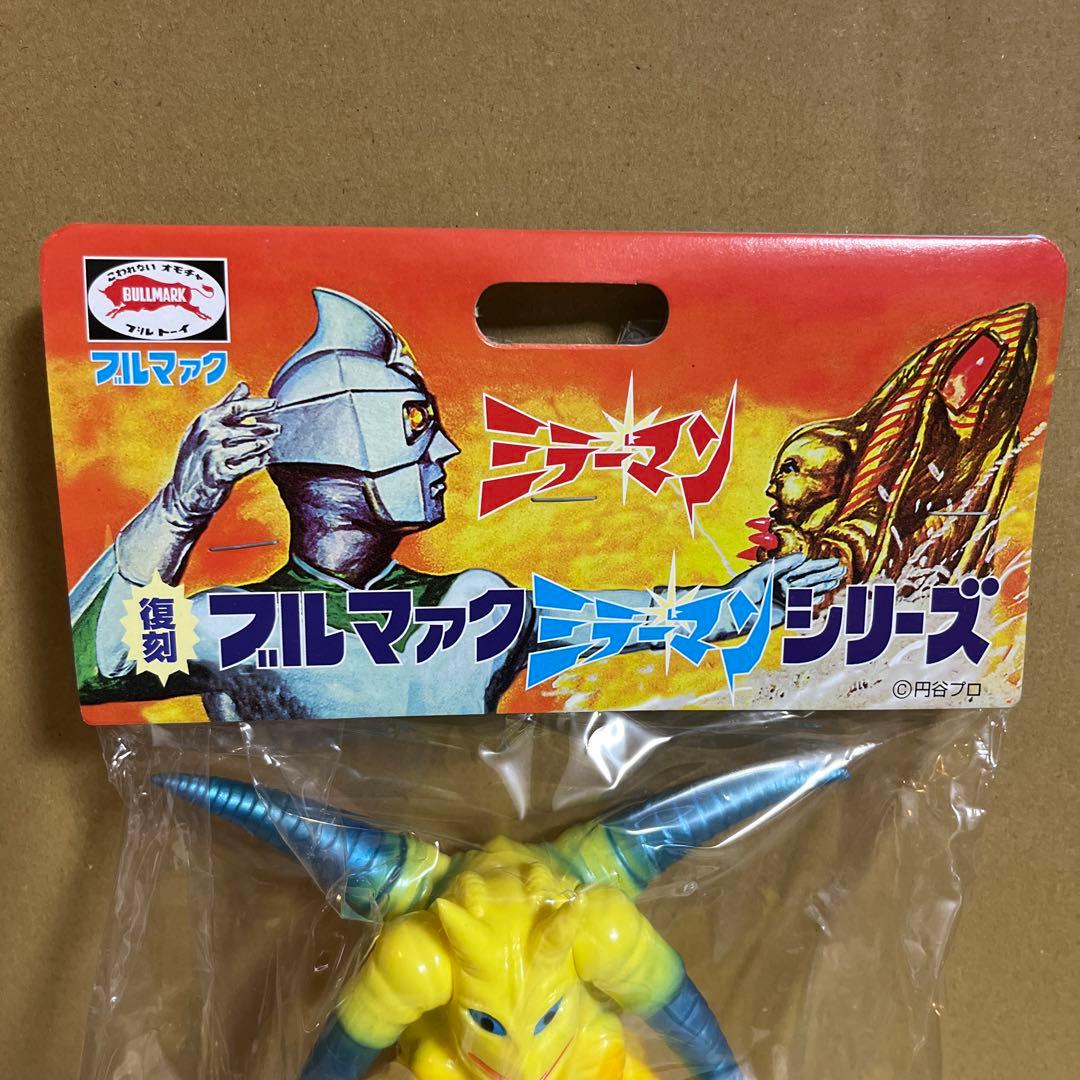 こわれない オモチャ
BULLMARK
ブルトーイ
ブルマァク
ミラーマン
復刻
ブルマァクミラーマンシリーズ
©円谷プロ